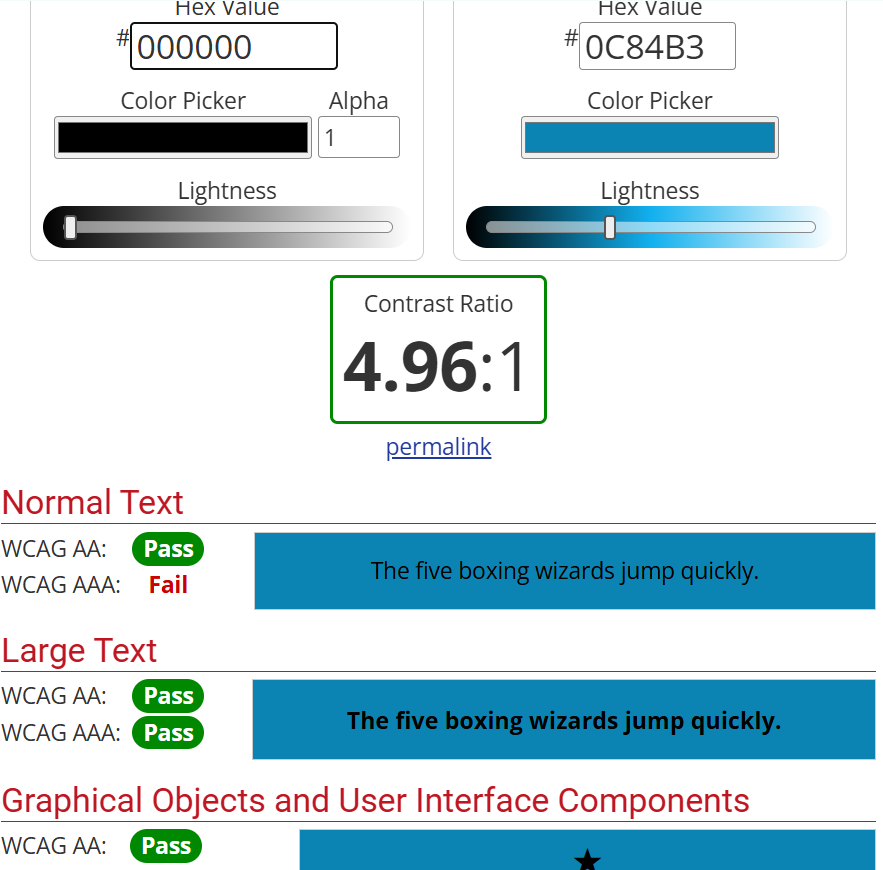 Hex Value
Hex Value
#000000
#0C84B3
Color Picker
Alpha
Color Picker
1
Lightness
Lightness
Contrast Ratio
4.96:1
permalink
Normal Text
WCAG AA: Pass
WCAG AAA: Fail
The five boxing wizards jump quickly.
Large Text
WCAG AA: Pass
WCAG AAA: Pass
The five boxing wizards jump quickly.
Graphical Objects and User Interface Components
WCAG AA: Pass